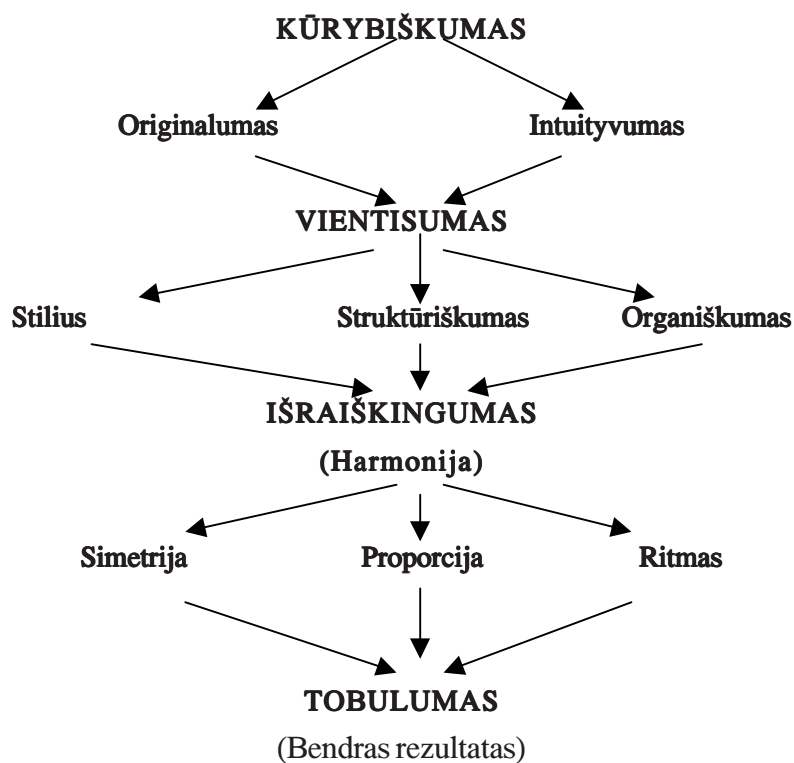 KŪRYBIŠKUMAS
Originalumas Intuityvumas
VIENTISUMAS
Stilius Struktūriškumas Organiškumas
IŠRAIŠKINGUMAS
(Harmonija)
Simetrija Proporcija Ritmas
TOBULUMAS
(Bendras rezultatas)